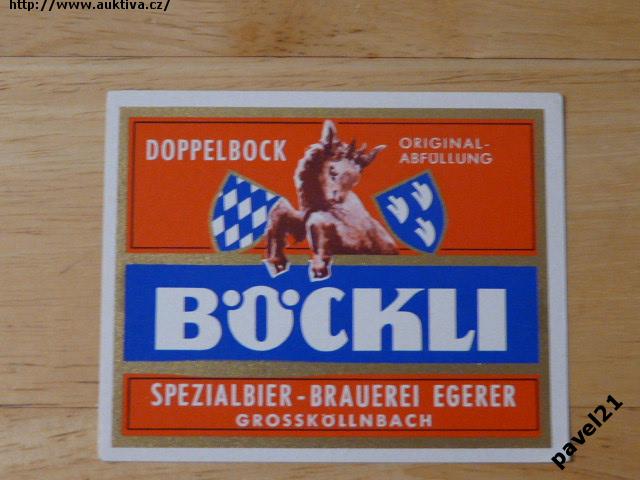 http://www.auktiva.cz/
DOPPELBOCK
ORIGINAL-
ABFÜLLUNG
BÖCKLI
SPEZIALBIER-BRAUEREI EGERER
GROSSKÖLLNBACH
pavel21